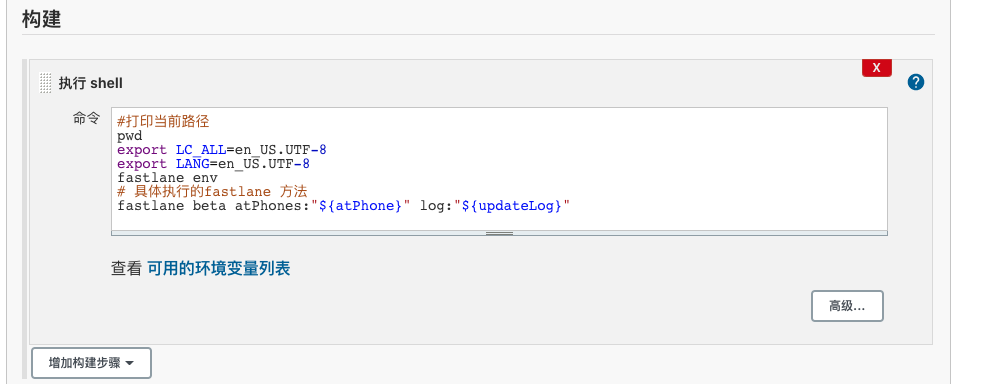 构建
X
执行 shell
?
命令
#打印当前路径
pwd
export LC_ALL=en_US.UTF-8
export LANG=en_US.UTF-8
fastlane env
# 具体执行的fastlane 方法
fastlane beta atPhones:"${atPhone}" log:"${updateLog}"
查看 可用的环境变量列表
高级...
增加构建步骤